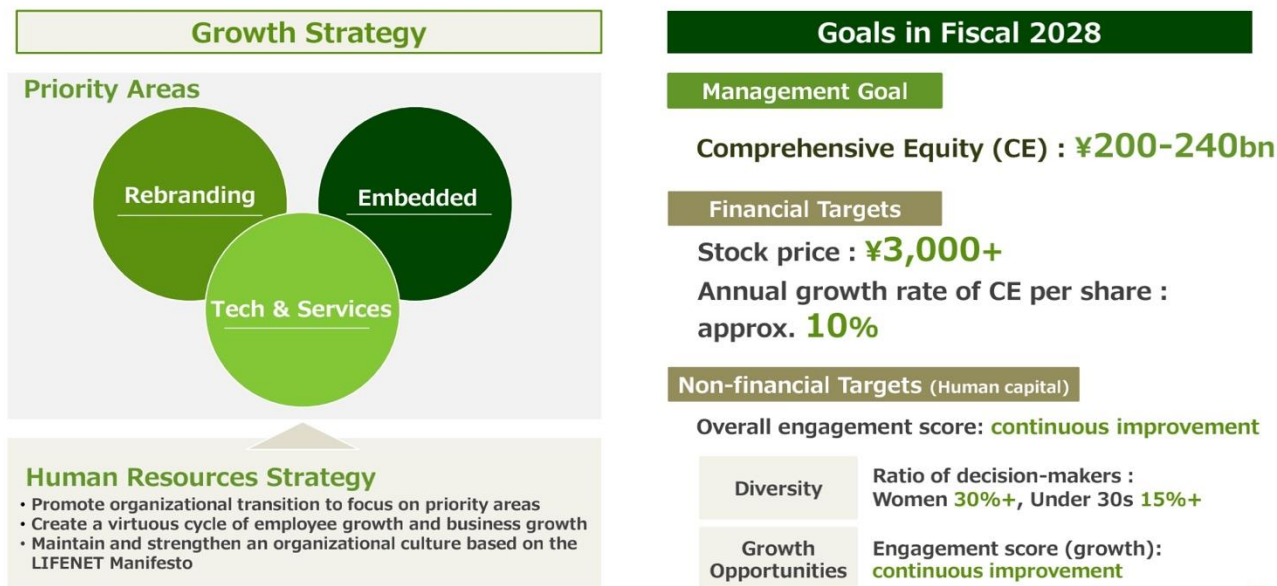 Growth Strategy
Priority Areas
Rebranding
Embedded
Tech & Services
Human Resources Strategy
• Promote organizational transition to focus on priority areas
• Create a virtuous cycle of employee growth and business growth
• Maintain and strengthen an organizational culture based on the
LIFENET Manifesto
Goals in Fiscal 2028
Management Goal
Comprehensive Equity (CE) : ¥200-240bn
Financial Targets
Stock price : ¥3,000+
Annual growth rate of CE per share :
approx. 10%
Non-financial Targets (Human capital)
Overall engagement score: continuous improvement
Diversity
Ratio of decision-makers :
Women 30%+, Under 30s 15%+
Growth
Opportunities
Engagement score (growth):
continuous improvement